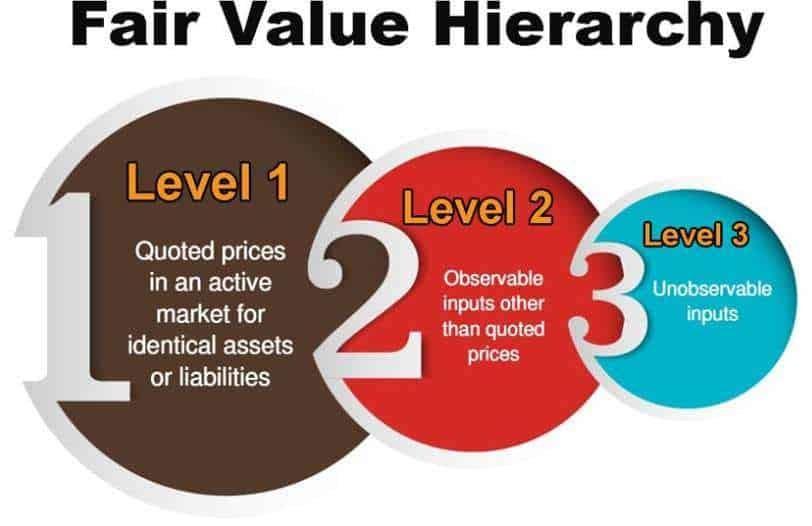 Fair Value Hierarchy
1
Level 1
Quoted prices
in an active
market for
identical assets
or liabilities
2
Level 2
Observable
inputs other
than quoted
prices
3
Level 3
Unobservable
inputs